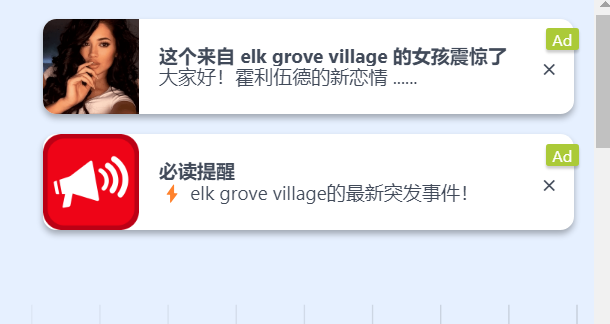 Ad
这个来自 elk grove village 的女孩震惊了
大家好！霍利伍德的新恋情 ......
Ad
必读提醒
elk grove village的最新突发事件！